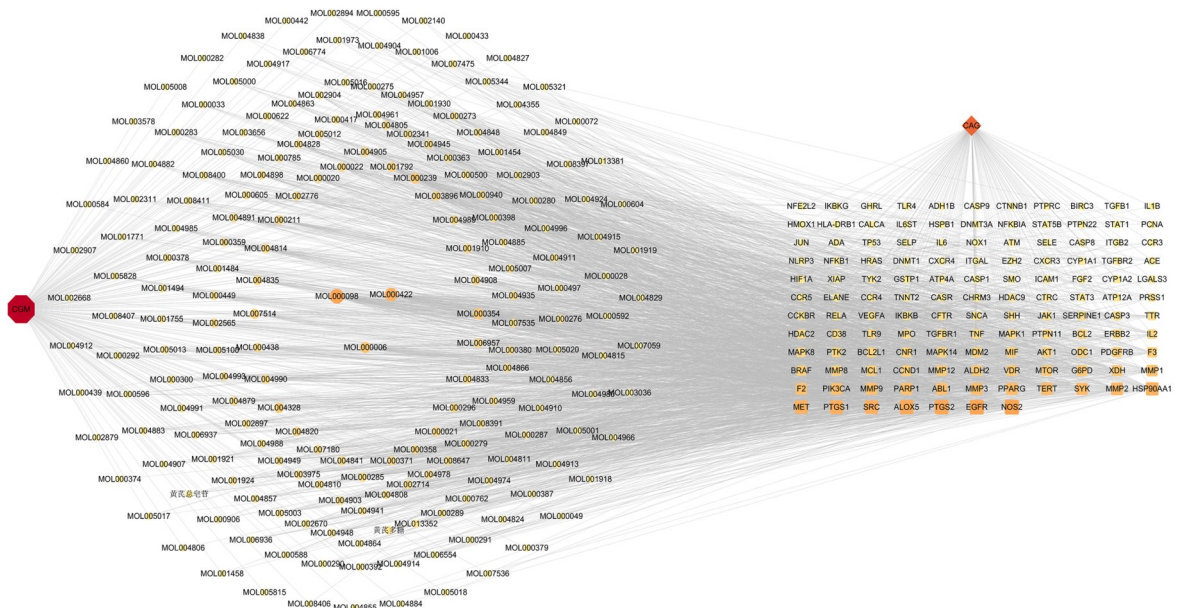 MOL002894 MOL000595
MOL000442 MOL002140
MOL004838 MOL001973 MOL004904 MOL000433
MOL000282 MOL006774 MOL001006 MOL004827
MOL004917 MOL007475
MOL005008 MOL005000 MOL005016 MOL000275 MOL005344 MOL005321
MOL002904 MOL004957
MOL000033 MOL004863 MOL001930 MOL004355
MOL003578 MOL000622 MOL000417 MOL004961 MOL000273 MOL000072
MOL000283 MOL003656 MOL005012 MOL004805 MOL002341 MOL004848 MOL004849
MOL004828 MOL004945
MOL004860 MOL004882 MOL005030 MOL000785 MOL004905 MOL000363 MOL001454 MOL008397 MOL013381
MOL008400 MOL004898 MOL000022 MOL001792 MOL000500 MOL002903
MOL000020 MOL000239
MOL000584 MOL002311 MOL008411 MOL000605 MOL002776 MOL003896 MOL000940 MOL000280 MOL004924 MOL000604
MOL004891 MOL000211 MOL000398
MOL001771 MOL004985 MOL004996 MOL004915
MOL002907 MOL000378 MOL000359 MOL004814 MOL001910 MOL004885 MOL004911 MOL001919
MOL005828 MOL001484 MOL004835 MOL005007 MOL000028
MOL002668 MOL001494 MOL000449 MOL000098 MOL000422 MOL004908 MOL004935 MOL000497 MOL004829
MOL008407 MOL001755 MOL002565 MOL007514 MOL000354 MOL007535 MOL000276 MOL000592
MOL004912 MOL000292 MOL005013 MOL005100 MOL000438 MOL000006 MOL006957 MOL000380 MOL005020 MOL004815 MOL007059
MOL004866
MOL000300 MOL004993 MOL004990 MOL004833 MOL004856
MOL000439 MOL000596 MOL004879 MOL004959 MOL003036
MOL004991 MOL004328 MOL000296 MOL004910
MOL002879 MOL004883 MOL006937 MOL002897 MOL004820 MOL000021 MOL008391 MOL000287 MOL005001 MOL004966
MOL004988 MOL007180 MOL000358 MOL000279
MOL004907 MOL001921 MOL004949 MOL004841 MOL000371 MOL008647 MOL004811 MOL004913
MOL000374 MOL001924 MOL003975 MOL000285 MOL004978 MOL004974 MOL001918
MOL004810 MOL002714
黄芪总皂苷 MOL004857 MOL004903 MOL004808 MOL000762 MOL000387
MOL005017 MOL000906 MOL005003 MOL004941 MOL000289 MOL004824 MOL000049
MOL002670 黄芪多糖 MOL013352
MOL004806 MOL006936 MOL004948 MOL004864 MOL000291 MOL000379
MOL000588 MOL000290 MOL000392 MOL004914 MOL006554
MOL001458 MOL007536
MOL005815 MOL005018
MOL008406 MOL004855 MOL004884
CAG
NFE2L2 IKBKG GHRL TLR4 ADH1B CASP9 CTNNB1 PTPRC BIRC3 TGFB1 IL1B
HMOX1 HLA-DRB1 CALCA IL6ST HSPB1 DNMT3A NFKBIA STAT5B PTPN22 STAT1 PCNA
JUN ADA TP53 SELP IL6 NOX1 ATM SELE CASP8 ITGB2 CCR3
NLRP3 NFKB1 HRAS DNMT1 CXCR4 ITGAL EZH2 CXCR3 CYP1A1 TGFBR2 ACE
HIF1A XIAP TYK2 GSTP1 ATP4A CASP1 SMO ICAM1 FGF2 CYP1A2 LGALS3
CCR5 ELANE CCR4 TNNT2 CASR CHRM3 HDAC9 CTRC STAT3 ATP12A PRSS1
CCKBR RELA VEGFA IKBKB CFTR SNCA SHH JAK1 SERPINE1 CASP3 TTR
HDAC2 CD38 TLR9 MPO TGFBR1 TNF MAPK1 PTPN11 BCL2 ERBB2 IL2
MAPK8 PTK2 BCL2L1 CNR1 MAPK14 MDM2 MIF AKT1 ODC1 PDGFRB F3
BRAF MMP8 MCL1 CCND1 MMP12 ALDH2 VDR MTOR G6PD XDH MMP1
F2 PIK3CA MMP9 PARP1 ABL1 MMP3 PPARG TERT SYK MMP2 HSP90AA1
MET PTGS1 SRC ALOX5 PTGS2 EGFR NOS2